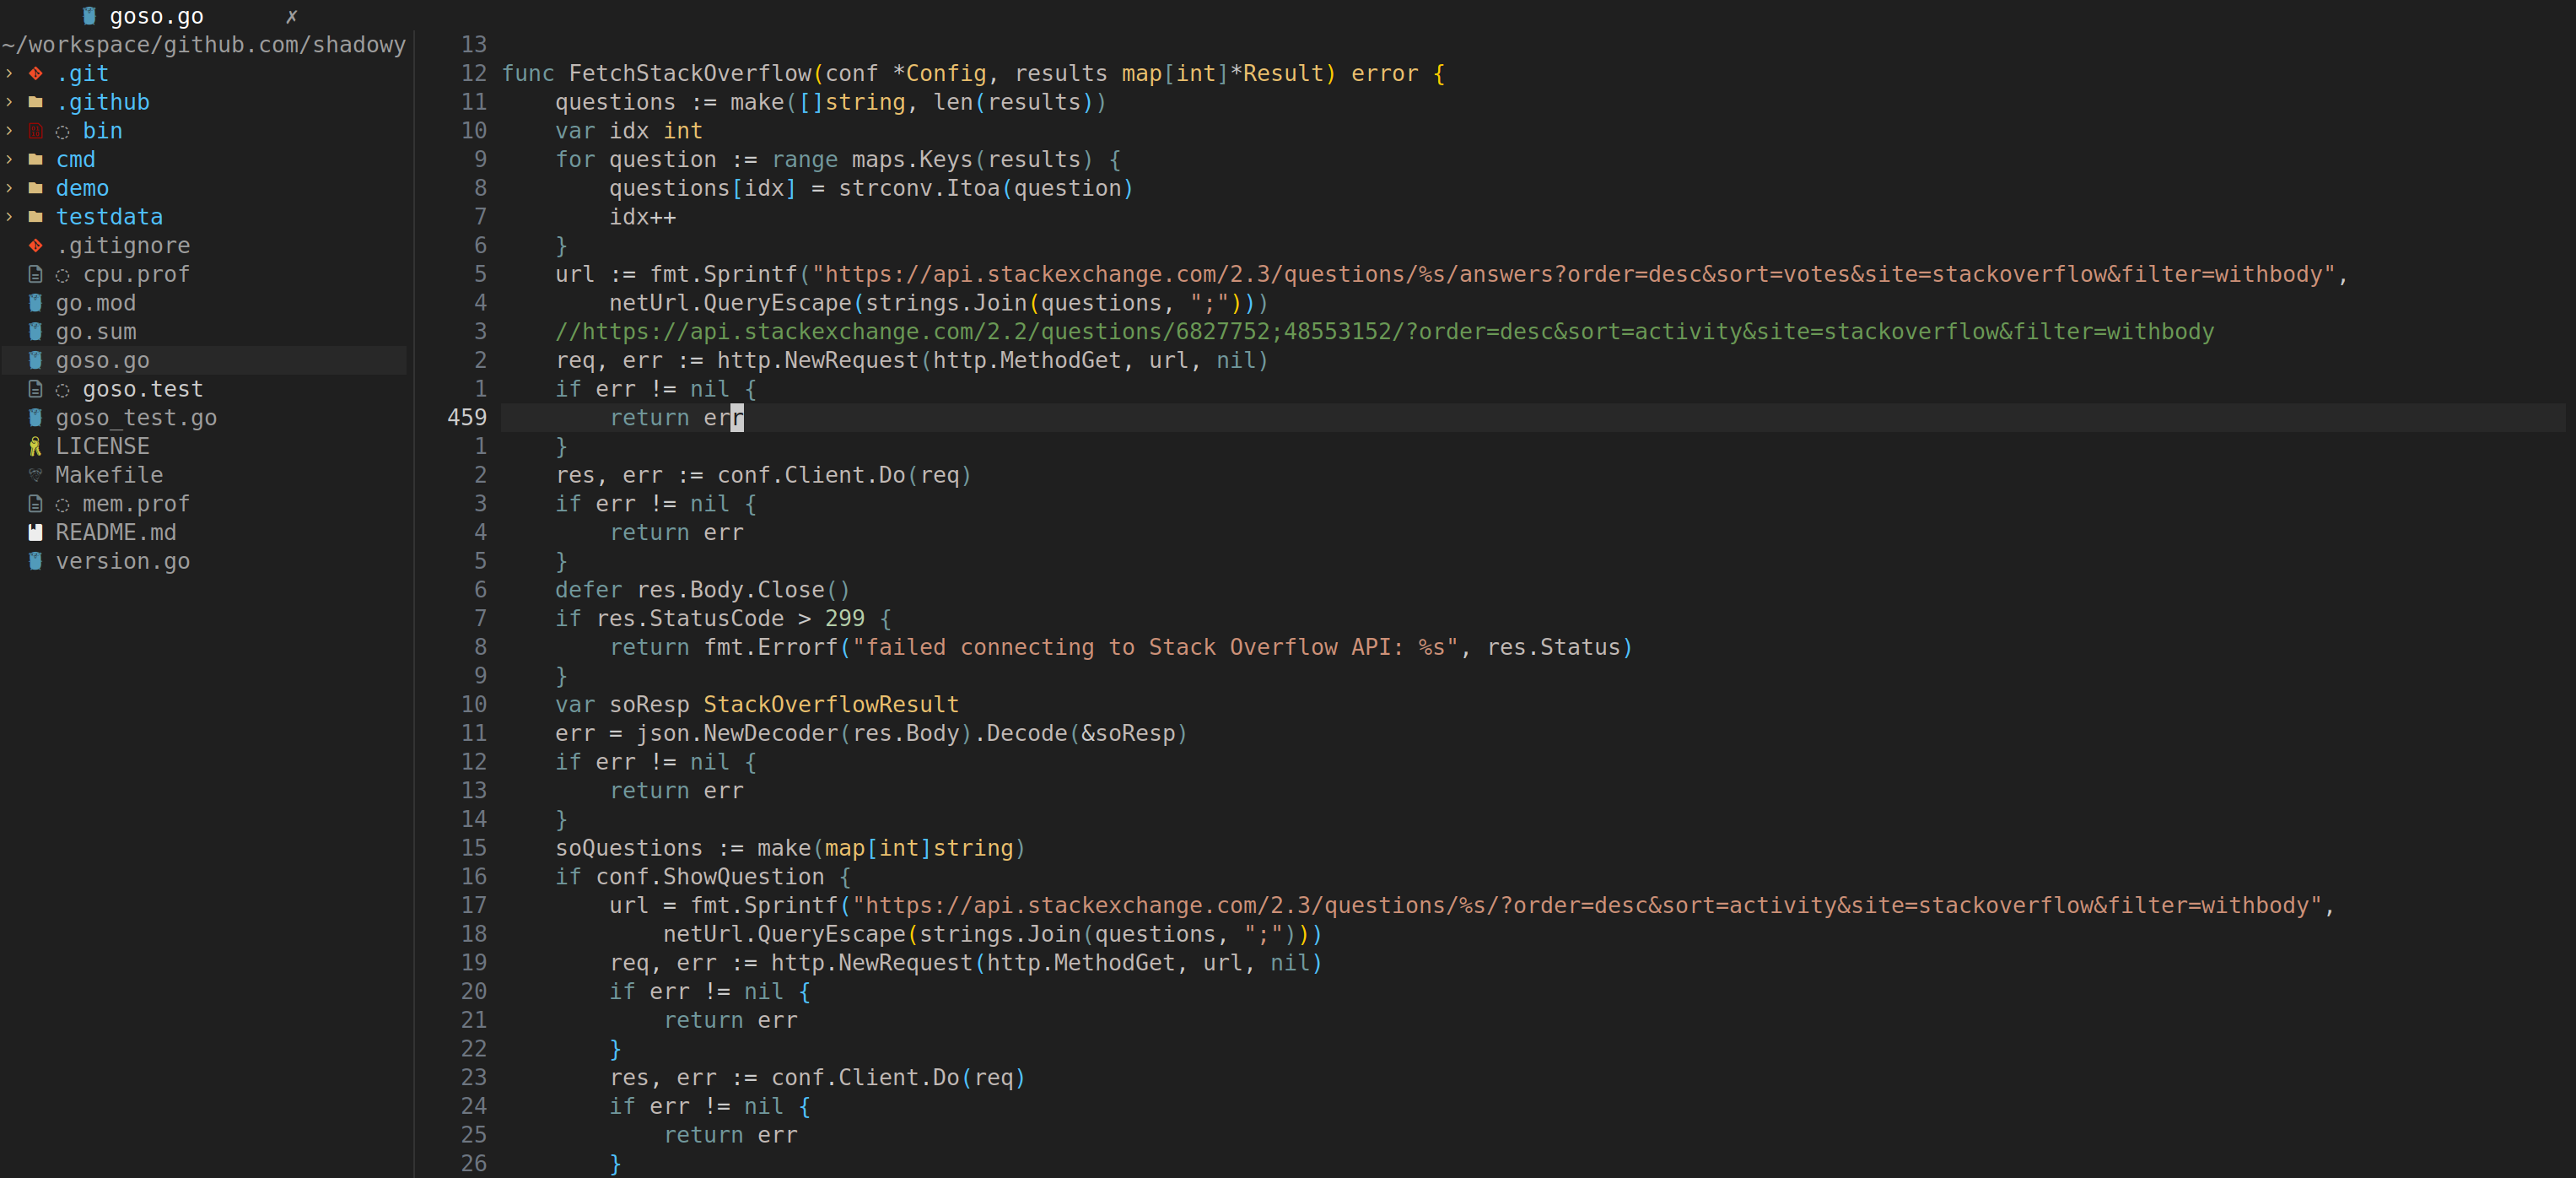 goso.go ✗
~/workspace/github.com/shadowy
.git
.github
bin
cmd
demo
testdata
.gitignore
cpu.prof
go.mod
go.sum
goso.go
goso.test
goso_test.go
LICENSE
Makefile
mem.prof
README.md
version.go
13
12 func FetchStackOverflow(conf *Config, results map[int]*Result) error {
11     questions := make([]string, len(results))
10     var idx int
9     for question := range maps.Keys(results) {
8         questions[idx] = strconv.Itoa(question)
7         idx++
6     }
5     url := fmt.Sprintf("https://api.stackexchange.com/2.3/questions/%s/answers?order=desc&sort=votes&site=stackoverflow&filter=withbody",
4         netUrl.QueryEscape(strings.Join(questions, ";")))
3     //https://api.stackexchange.com/2.2/questions/6827752;48553152/?order=desc&sort=activity&site=stackoverflow&filter=withbody
2     req, err := http.NewRequest(http.MethodGet, url, nil)
1     if err != nil {
459         return err
1     }
2     res, err := conf.Client.Do(req)
3     if err != nil {
4         return err
5     }
6     defer res.Body.Close()
7     if res.StatusCode > 299 {
8         return fmt.Errorf("failed connecting to Stack Overflow API: %s", res.Status)
9     }
10     var soResp StackOverflowResult
11     err = json.NewDecoder(res.Body).Decode(&soResp)
12     if err != nil {
13         return err
14     }
15     soQuestions := make(map[int]string)
16     if conf.ShowQuestion {
17         url = fmt.Sprintf("https://api.stackexchange.com/2.3/questions/%s/?order=desc&sort=activity&site=stackoverflow&filter=withbody",
18             netUrl.QueryEscape(strings.Join(questions, ";")))
19         req, err := http.NewRequest(http.MethodGet, url, nil)
20         if err != nil {
21             return err
22         }
23         res, err := conf.Client.Do(req)
24         if err != nil {
25             return err
26         }